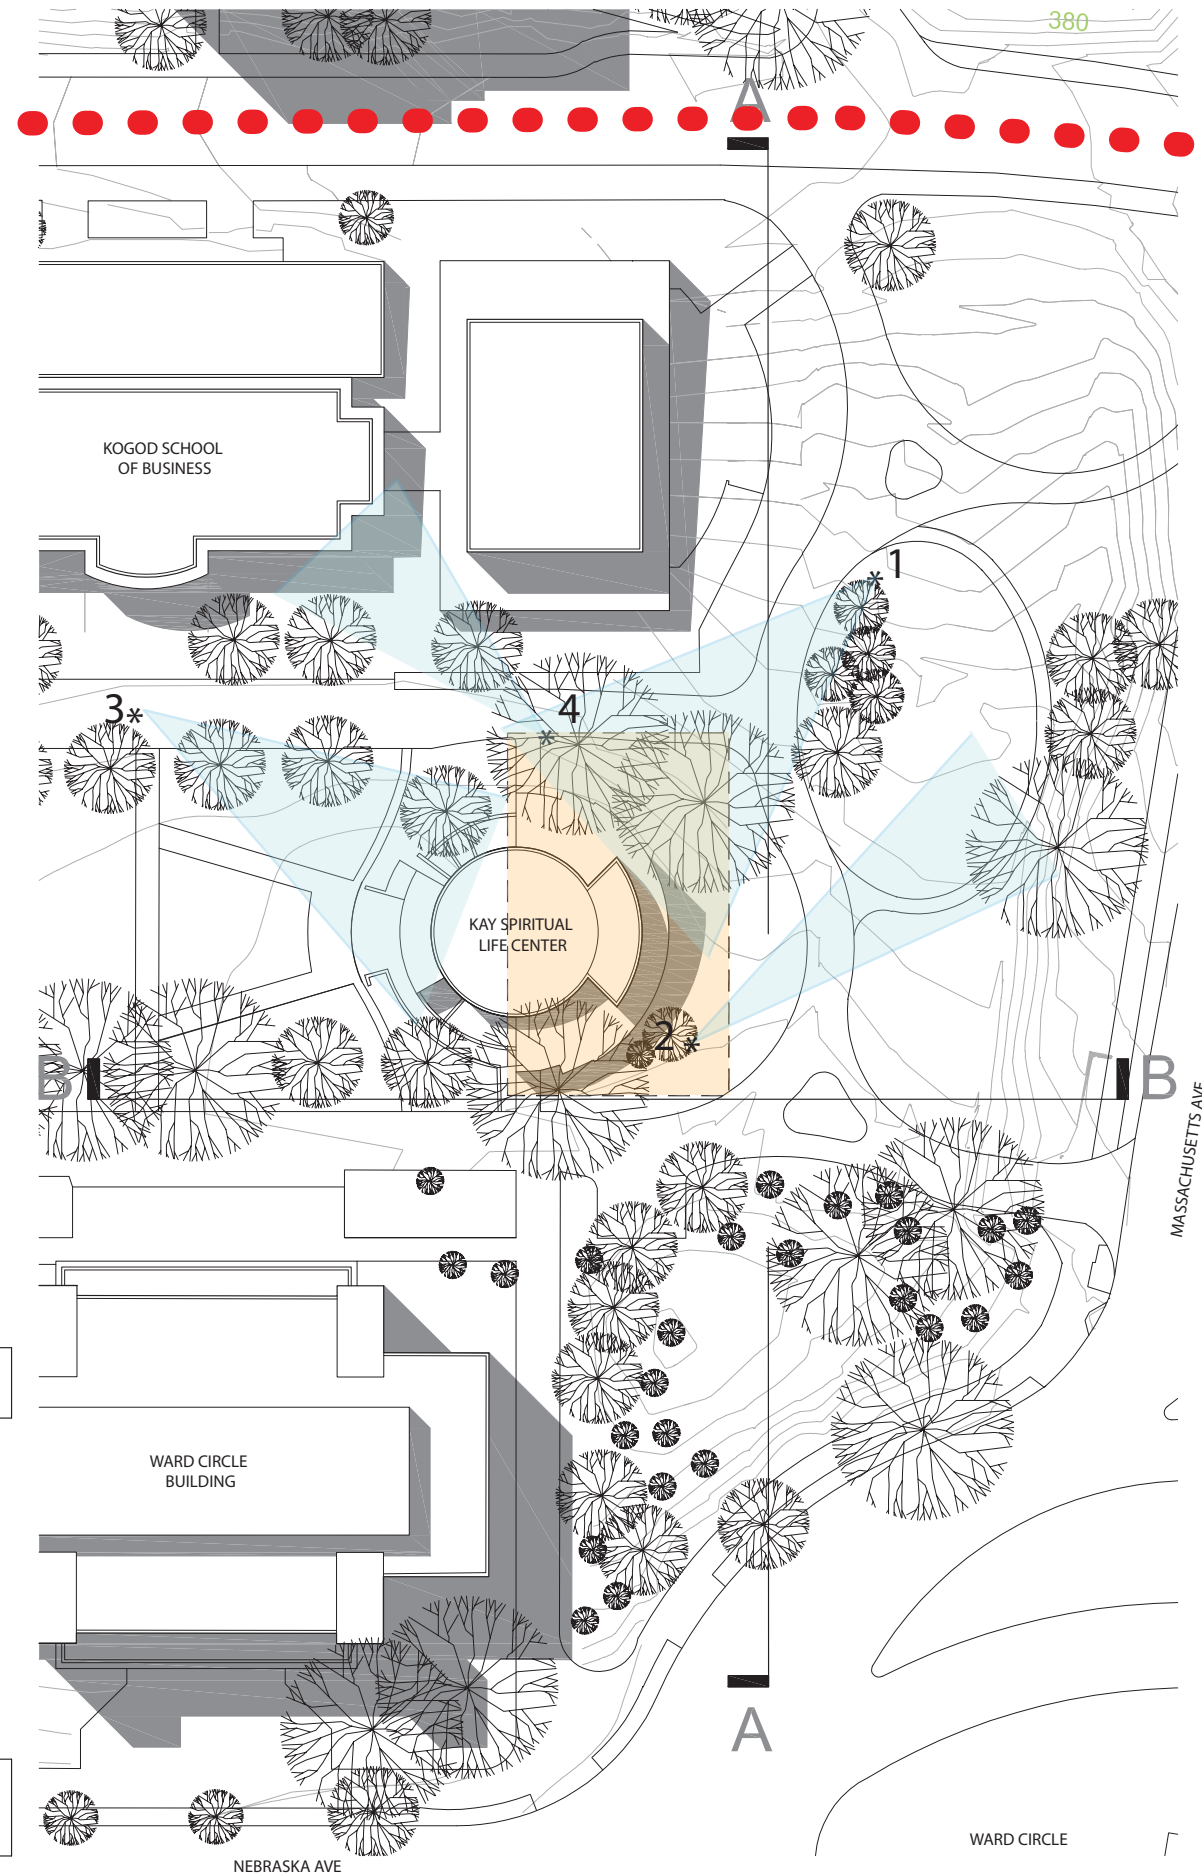 380
A
KOGOD SCHOOL
OF BUSINESS
*1
3*
4
*
KAY SPIRITUAL
LIFE CENTER
2*
B
B
MASSACHUSETTS AVE
WARD CIRCLE
BUILDING
A
WARD CIRCLE
NEBRASKA AVE